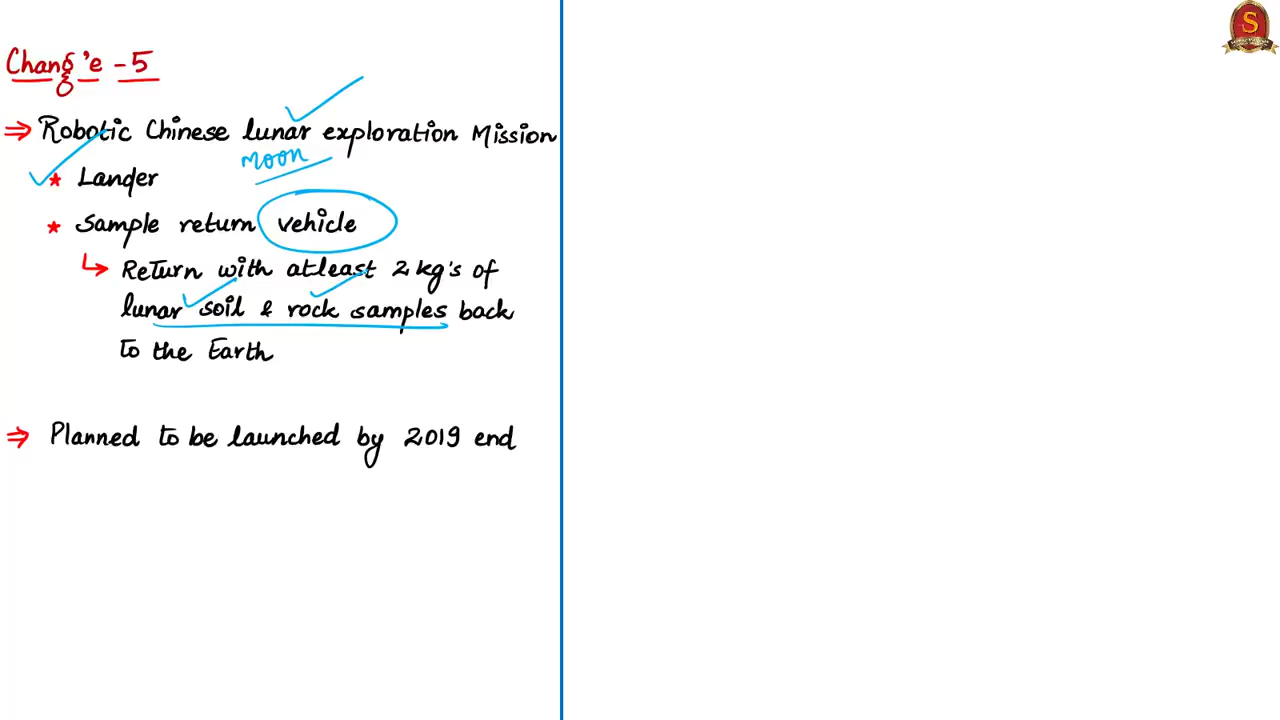 Chang'e - 5
⇒ Robotic Chinese lunar exploration Mission
moon
* Lander
* Sample return vehicle
↳ Return with atleast 2 kg's of
lunar soil & rock samples back
to the Earth
⇒ Planned to be launched by 2019 end
S